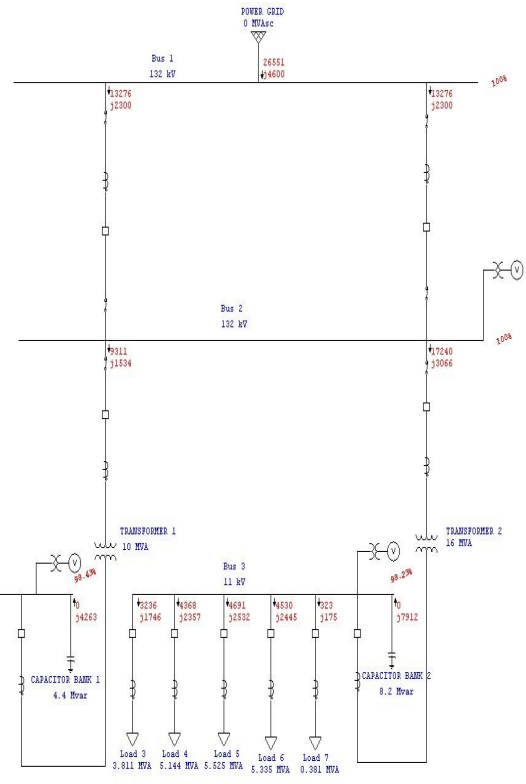 POWER GRID
0 MVAsc
26551
j4600
Bus 1
132 kV
100%
13276
j2300
13276
j2300
V
Bus 2
132 kV
100%
9311
j1534
17240
j3066
TRANSFORMER 1
10 MVA
TRANSFORMER 2
16 MVA
V
98.43%
V
98.23%
Bus 3
11 kV
0
j4263
3236
j1746
4368
j2357
4691
j2532
4530
j2445
323
j175
0
j7912
CAPACITOR BANK 1
4.4 Mvar
CAPACITOR BANK 2
8.2 Mvar
Load 3
3.811 MVA
Load 4
5.144 MVA
Load 5
5.525 MVA
Load 6
5.335 MVA
Load 7
0.381 MVA